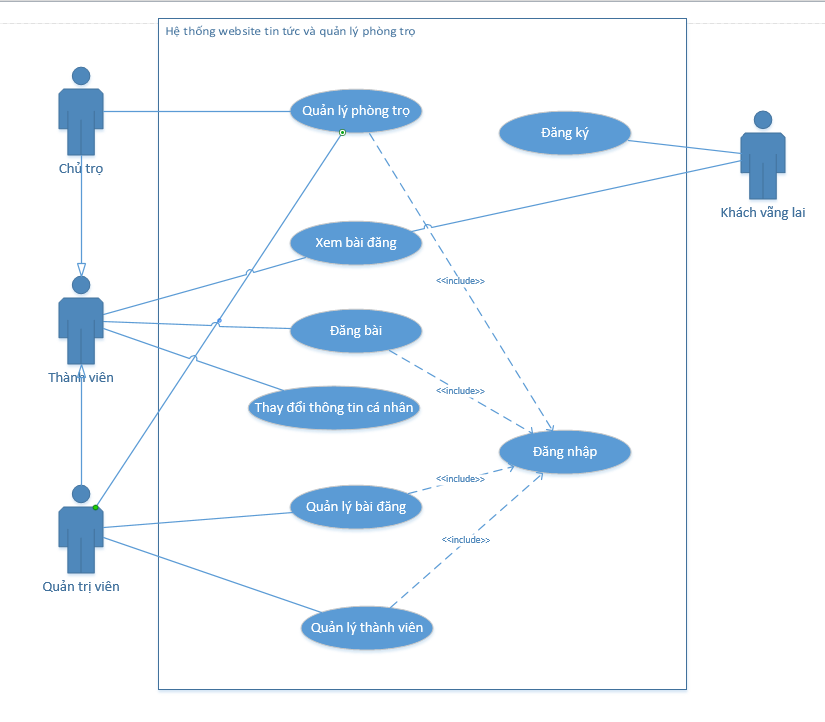 Hệ thống website tin tức và quản lý phòng trọ
Quản lý phòng trọ
Đăng ký
Chủ trọ
Khách vãng lai
Xem bài đăng
<<include>>
Đăng bài
Thành viên
<<include>>
Thay đổi thông tin cá nhân
Đăng nhập
<<include>>
Quản lý bài đăng
<<include>>
Quản trị viên
Quản lý thành viên